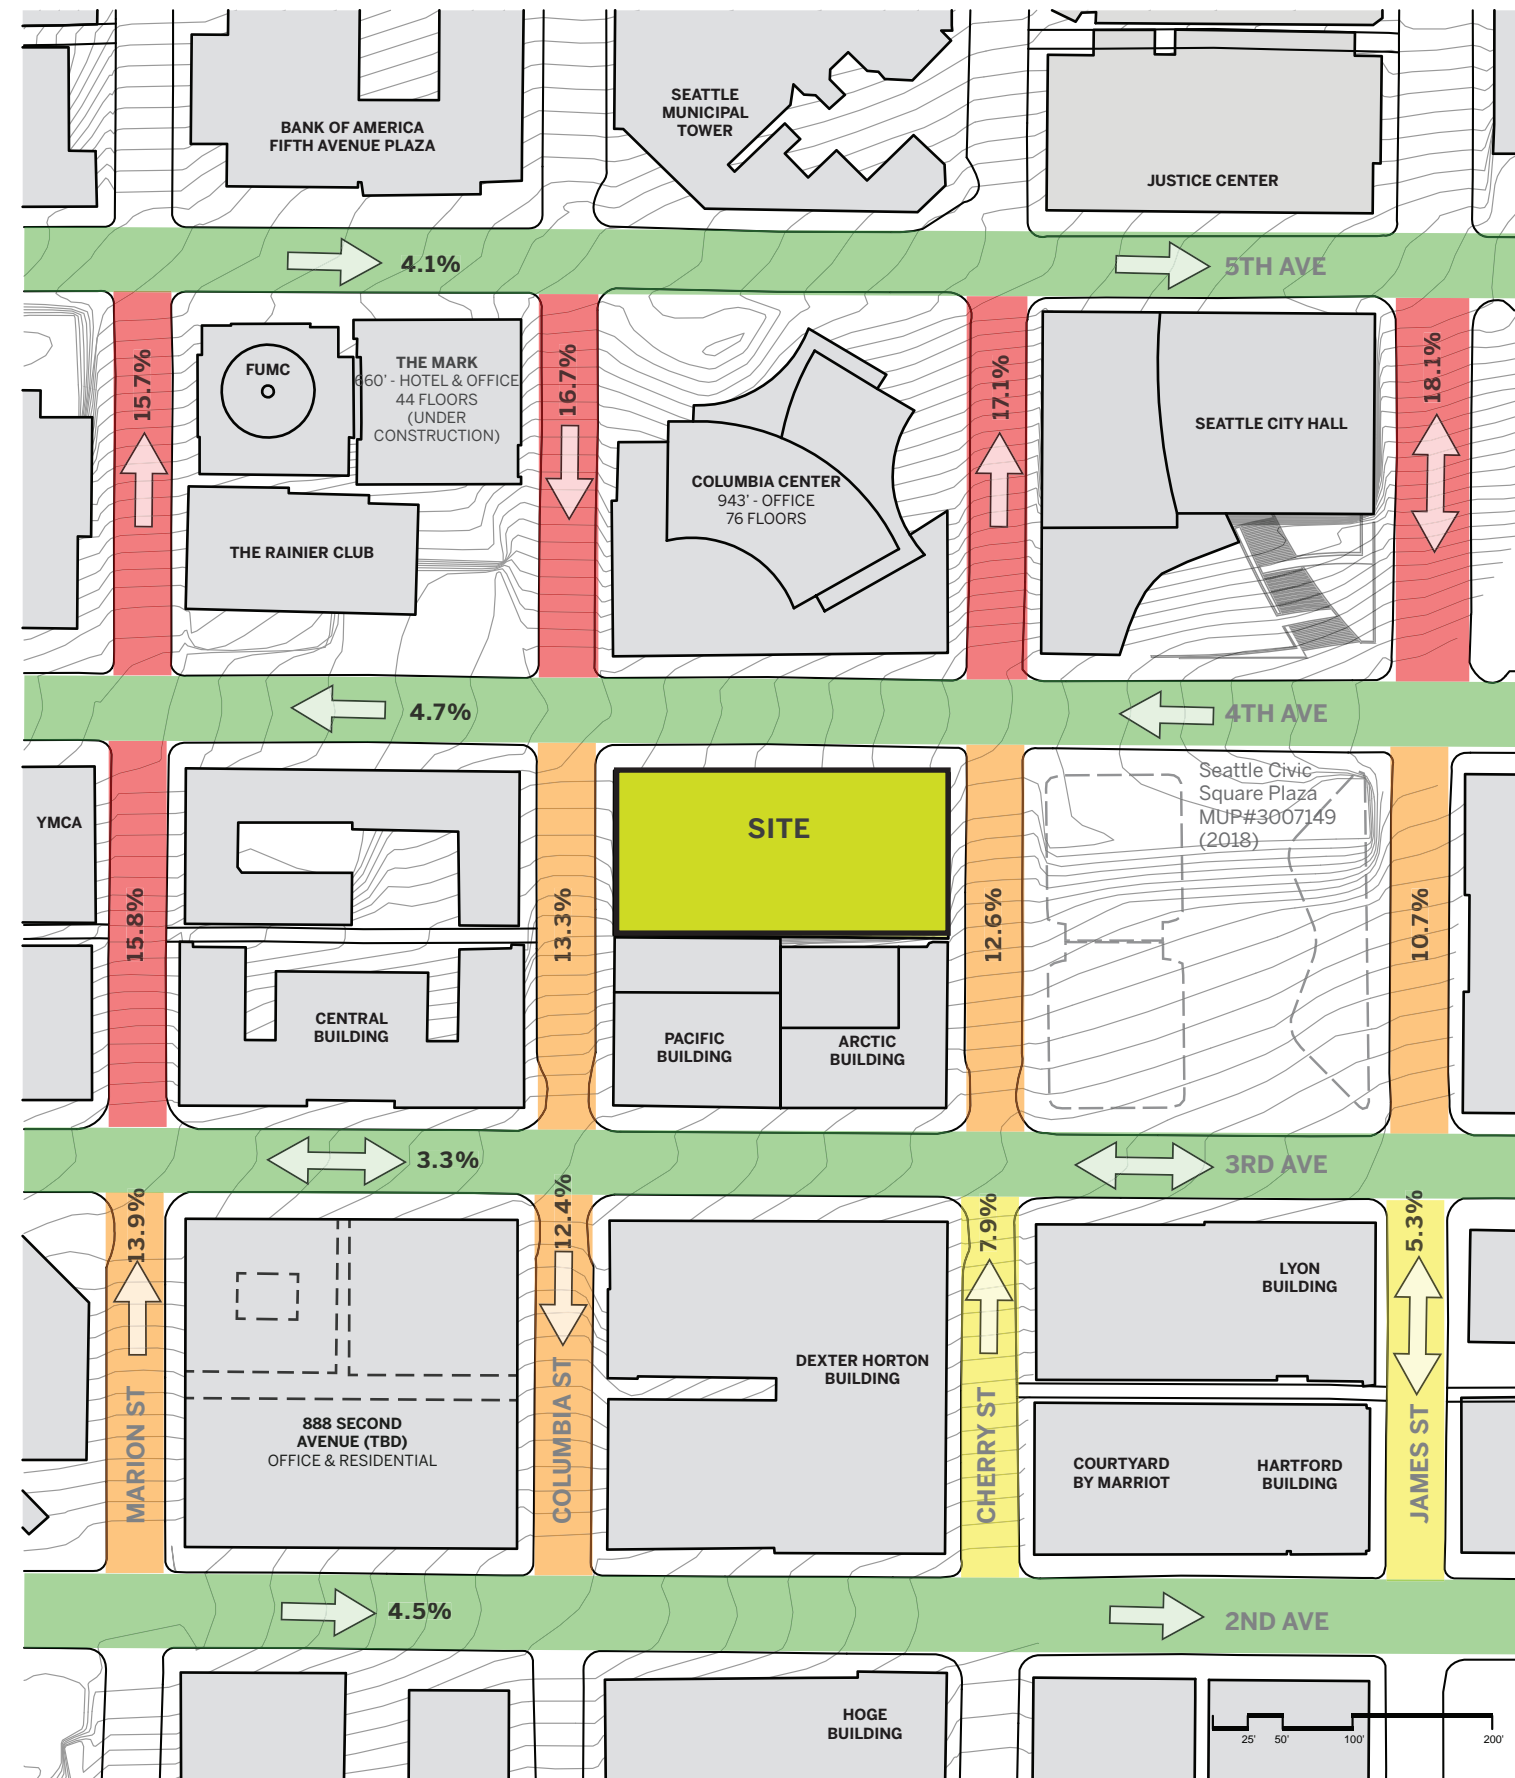 BANK OF AMERICA
FIFTH AVENUE PLAZA
SEATTLE
MUNICIPAL
TOWER
JUSTICE CENTER
4.1%
5TH AVE
15.7%
FUMC
THE MARK
660' - HOTEL & OFFICE
44 FLOORS
(UNDER
CONSTRUCTION)
16.7%
17.1%
18.1%
SEATTLE CITY HALL
COLUMBIA CENTER
943' - OFFICE
76 FLOORS
THE RAINIER CLUB
4.7%
4TH AVE
YMCA
15.8%
13.3%
SITE
12.6%
Seattle Civic
Square Plaza
MUP#3007149
(2018)
10.7%
CENTRAL
BUILDING
PACIFIC
BUILDING
ARCTIC
BUILDING
3.3%
3RD AVE
13.9%
12.4%
7.9%
5.3%
LYON
BUILDING
DEXTER HORTON
BUILDING
MARION ST
888 SECOND
AVENUE (TBD)
OFFICE & RESIDENTIAL
COLUMBIA ST
CHERRY ST
COURTYARD
BY MARRIOT
HARTFORD
BUILDING
JAMES ST
4.5%
2ND AVE
HOGE
BUILDING
25'
50'
100'
200'